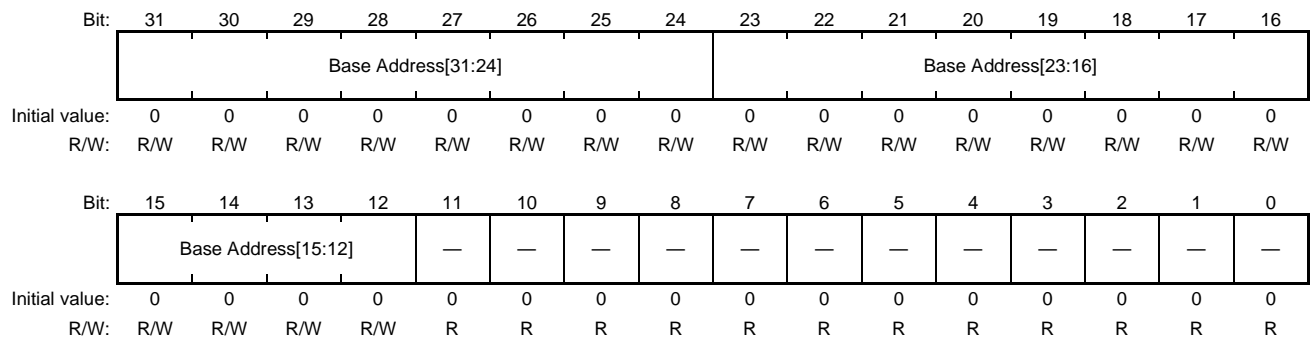 Bit: 31 30 29 28 27 26 25 24 23 22 21 20 19 18 17 16
Base Address[31:24] Base Address[23:16]
Initial value: 0 0 0 0 0 0 0 0 0 0 0 0 0 0 0 0
R/W: R/W R/W R/W R/W R/W R/W R/W R/W R/W R/W R/W R/W R/W R/W R/W R/W
Bit: 15 14 13 12 11 10 9 8 7 6 5 4 3 2 1 0
Base Address[15:12] — — — — — — — — — — — —
Initial value: 0 0 0 0 0 0 0 0 0 0 0 0 0 0 0 0
R/W: R/W R/W R/W R/W R R R R R R R R R R R R